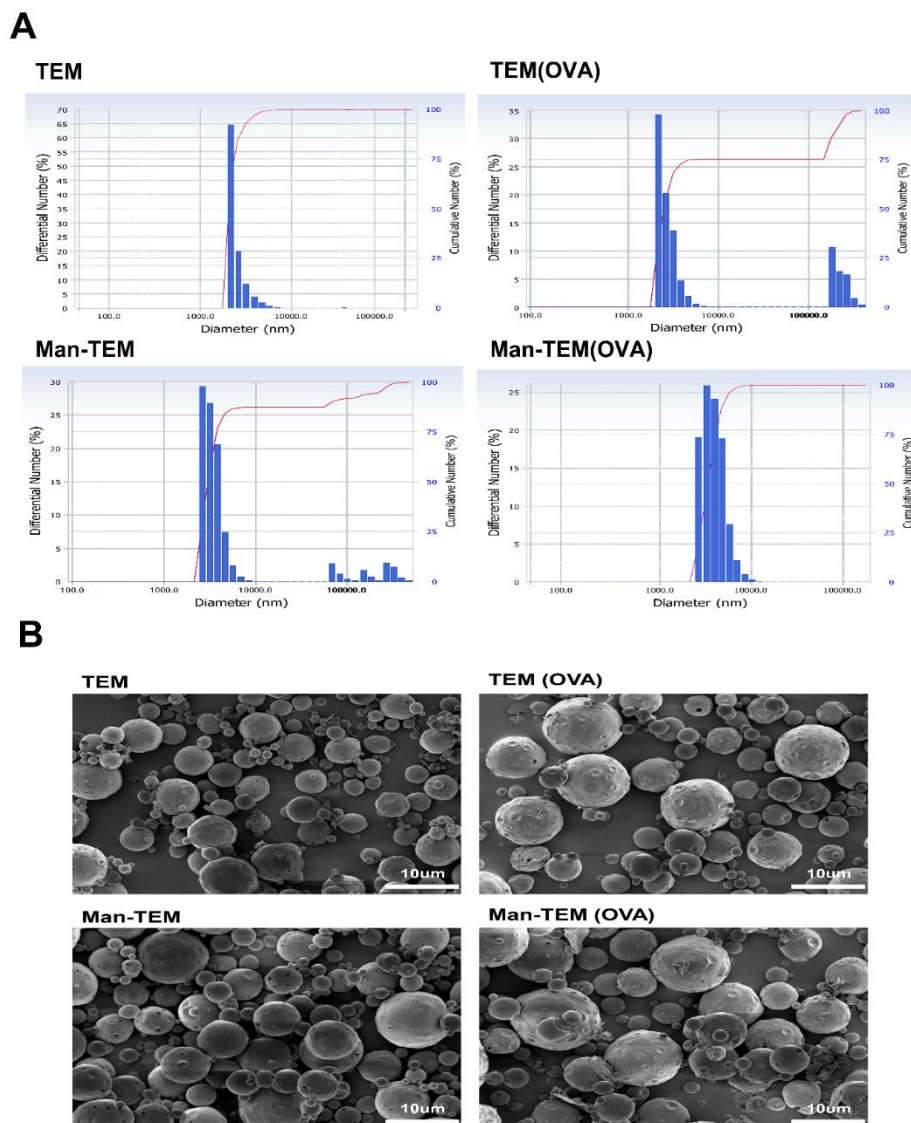 A
TEM
TEM(OVA)
Differential Number (%)
70
65
60
55
50
45
40
35
30
25
20
15
10
5
0
100
75
50
25
0
Cumulative Number (%)
100.0 1000.0 10000.0 100000.0
Diameter (nm)
Differential Number (%)
35
30
25
20
15
10
5
0
100
75
50
25
0
Cumulative Number (%)
100.0 1000.0 10000.0 100000.0
Diameter (nm)
Man-TEM
Man-TEM(OVA)
Differential Number (%)
30
25
20
15
10
5
0
100
75
50
25
0
Cumulative Number (%)
100.0 1000.0 10000.0 100000.0
Diameter (nm)
Differential Number (%)
25
20
15
10
5
0
100
75
50
25
0
Cumulative Number (%)
100.0 1000.0 10000.0 100000.0
Diameter (nm)
B
TEM
TEM (OVA)
10um
10um
Man-TEM
Man-TEM (OVA)
10um
10um